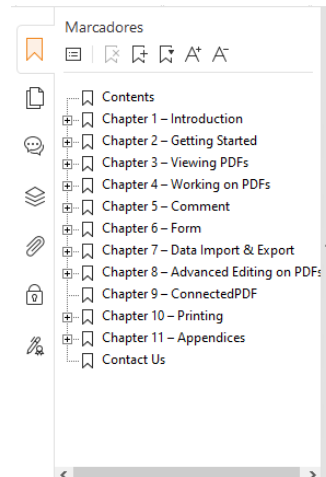 Marcadores
A+ A-
Contents
Chapter 1 – Introduction
Chapter 2 – Getting Started
Chapter 3 – Viewing PDFs
Chapter 4 – Working on PDFs
Chapter 5 – Comment
Chapter 6 – Form
Chapter 7 – Data Import & Export
Chapter 8 – Advanced Editing on PDFs
Chapter 9 – ConnectedPDF
Chapter 10 – Printing
Chapter 11 – Appendices
Contact Us